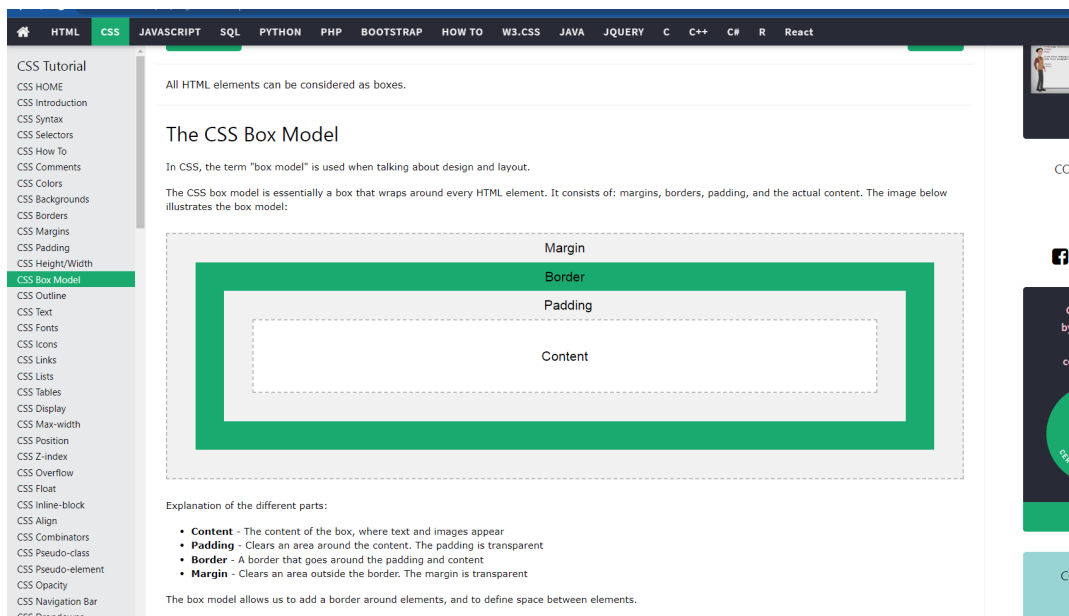 HTML CSS JAVASCRIPT SQL PYTHON PHP BOOTSTRAP HOW TO W3.CSS JAVA JQUERY C C++ C# R React
CSS Tutorial
CSS HOME
CSS Introduction
CSS Syntax
CSS Selectors
CSS How To
CSS Comments
CSS Colors
CSS Backgrounds
CSS Borders
CSS Margins
CSS Padding
CSS Height/Width
CSS Box Model
CSS Outline
CSS Text
CSS Fonts
CSS Icons
CSS Links
CSS Lists
CSS Tables
CSS Display
CSS Max-width
CSS Position
CSS Z-index
CSS Overflow
CSS Float
CSS Inline-block
CSS Align
CSS Combinators
CSS Pseudo-class
CSS Pseudo-element
CSS Opacity
CSS Navigation Bar
All HTML elements can be considered as boxes.
The CSS Box Model
In CSS, the term "box model" is used when talking about design and layout.
The CSS box model is essentially a box that wraps around every HTML element. It consists of: margins, borders, padding, and the actual content. The image below
illustrates the box model:
Margin
Border
Padding
Content
Explanation of the different parts:
• Content - The content of the box, where text and images appear
• Padding - Clears an area around the content. The padding is transparent
• Border - A border that goes around the padding and content
• Margin - Clears an area outside the border. The margin is transparent
The box model allows us to add a border around elements, and to define space between elements.